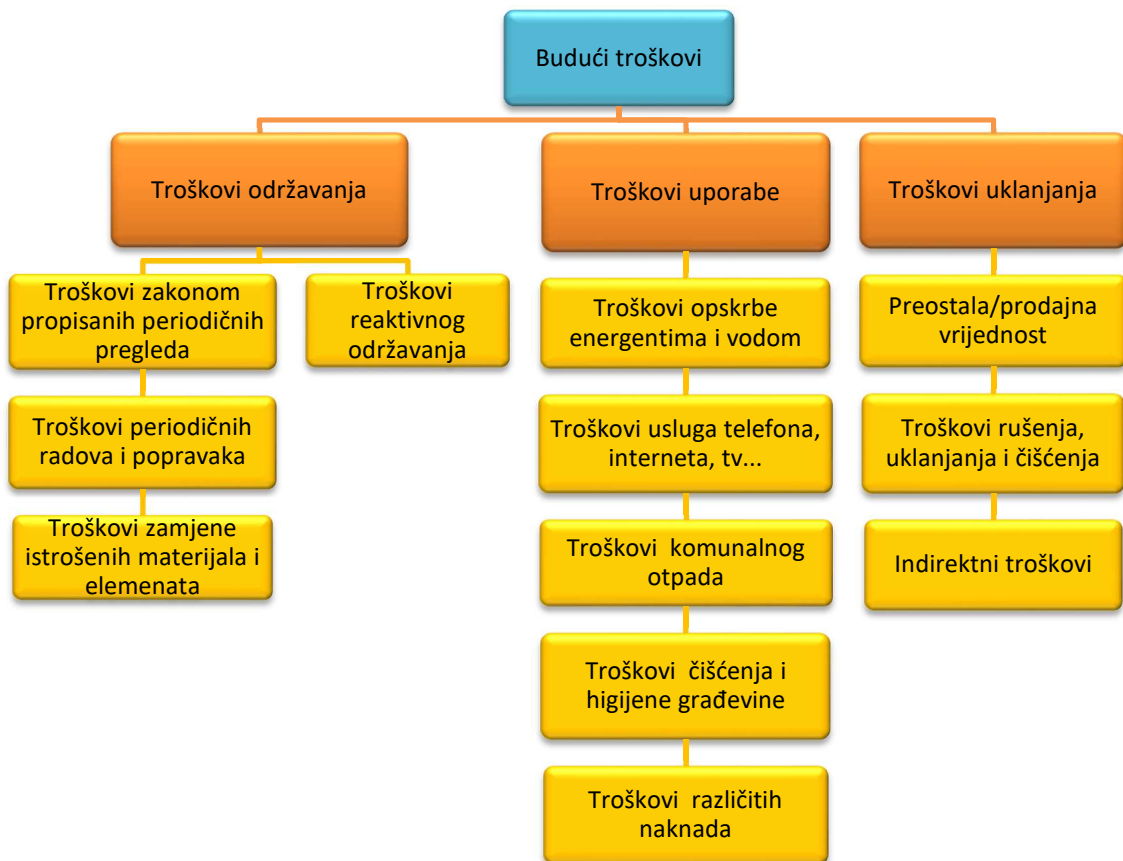 Budući troškovi
Troškovi održavanja
Troškovi uporabe
Troškovi uklanjanja
Troškovi zakonom
propisanih periodičnih
pregleda
Troškovi
reaktivnog
održavanja
Troškovi periodičnih
radova i popravaka
Troškovi zamjene
istrošenih materijala i
elemenata
Troškovi opskrbe
energentima i vodom
Troškovi usluga telefona,
interneta, tv...
Troškovi komunalnog
otpada
Troškovi čišćenja i
higijene građevine
Troškovi različitih
naknada
Preostala/prodajna
vrijednost
Troškovi rušenja,
uklanjanja i čišćenja
Indirektni troškovi